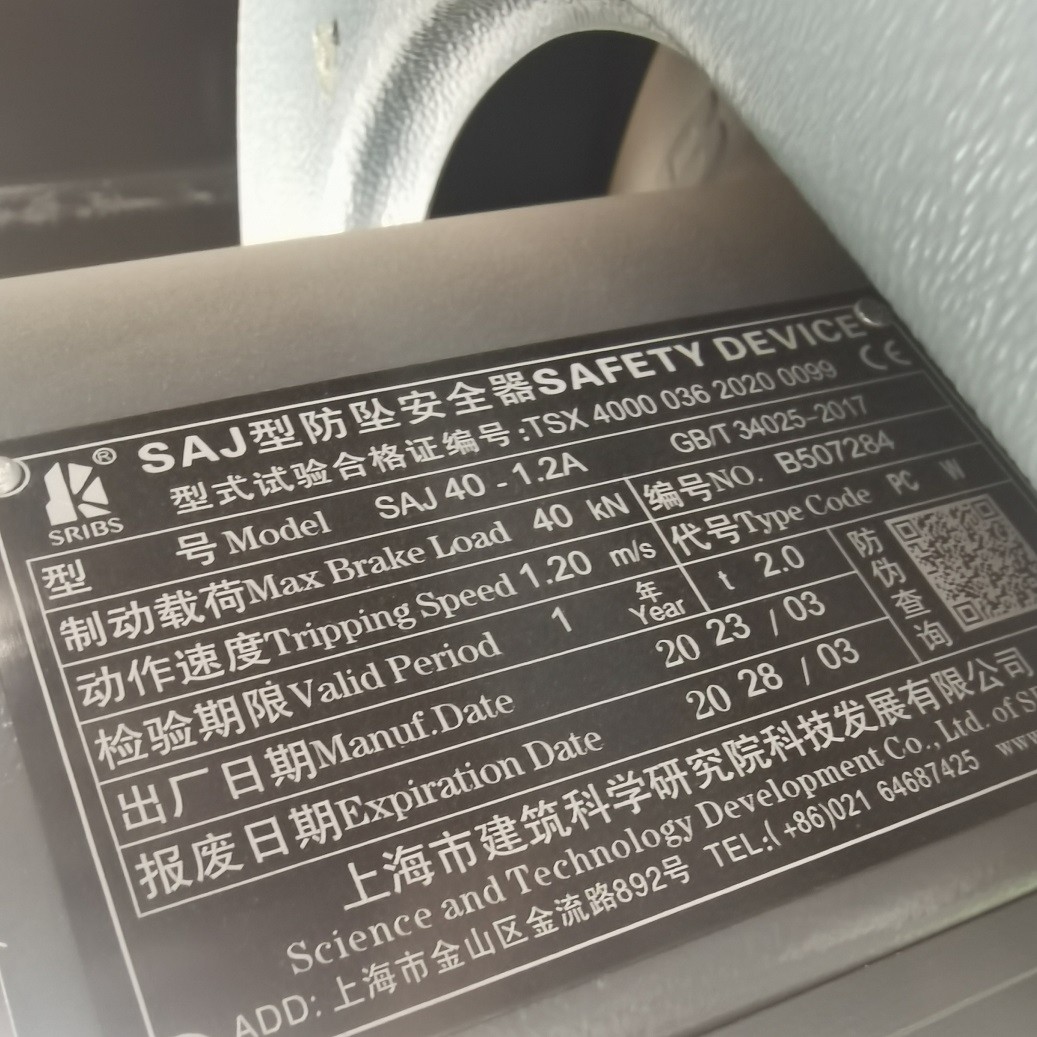 ® SRIBS
SAJ型防坠安全器SAFETY DEVICE
型式试验合格证编号:TSX 4000 036 2020 0099 CE
型 号 Model SAJ 40 - 1.2A GB/T 34025-2017
制动载荷Max Brake Load 40 kN 编号NO. B507284
动作速度Tripping Speed 1.20 m/s 代号Type Code PC W
检验期限Valid Period 1 年 Year t 2.0
出厂日期Manuf.Date 20 23 / 03
报废日期Expiration Date 20 28 / 03
防伪查询
上海市建筑科学研究院科技发展有限公司
Science and Technology Development Co., Ltd. of
ADD: 上海市金山区金流路892号 TEL:( +86)021 64687425